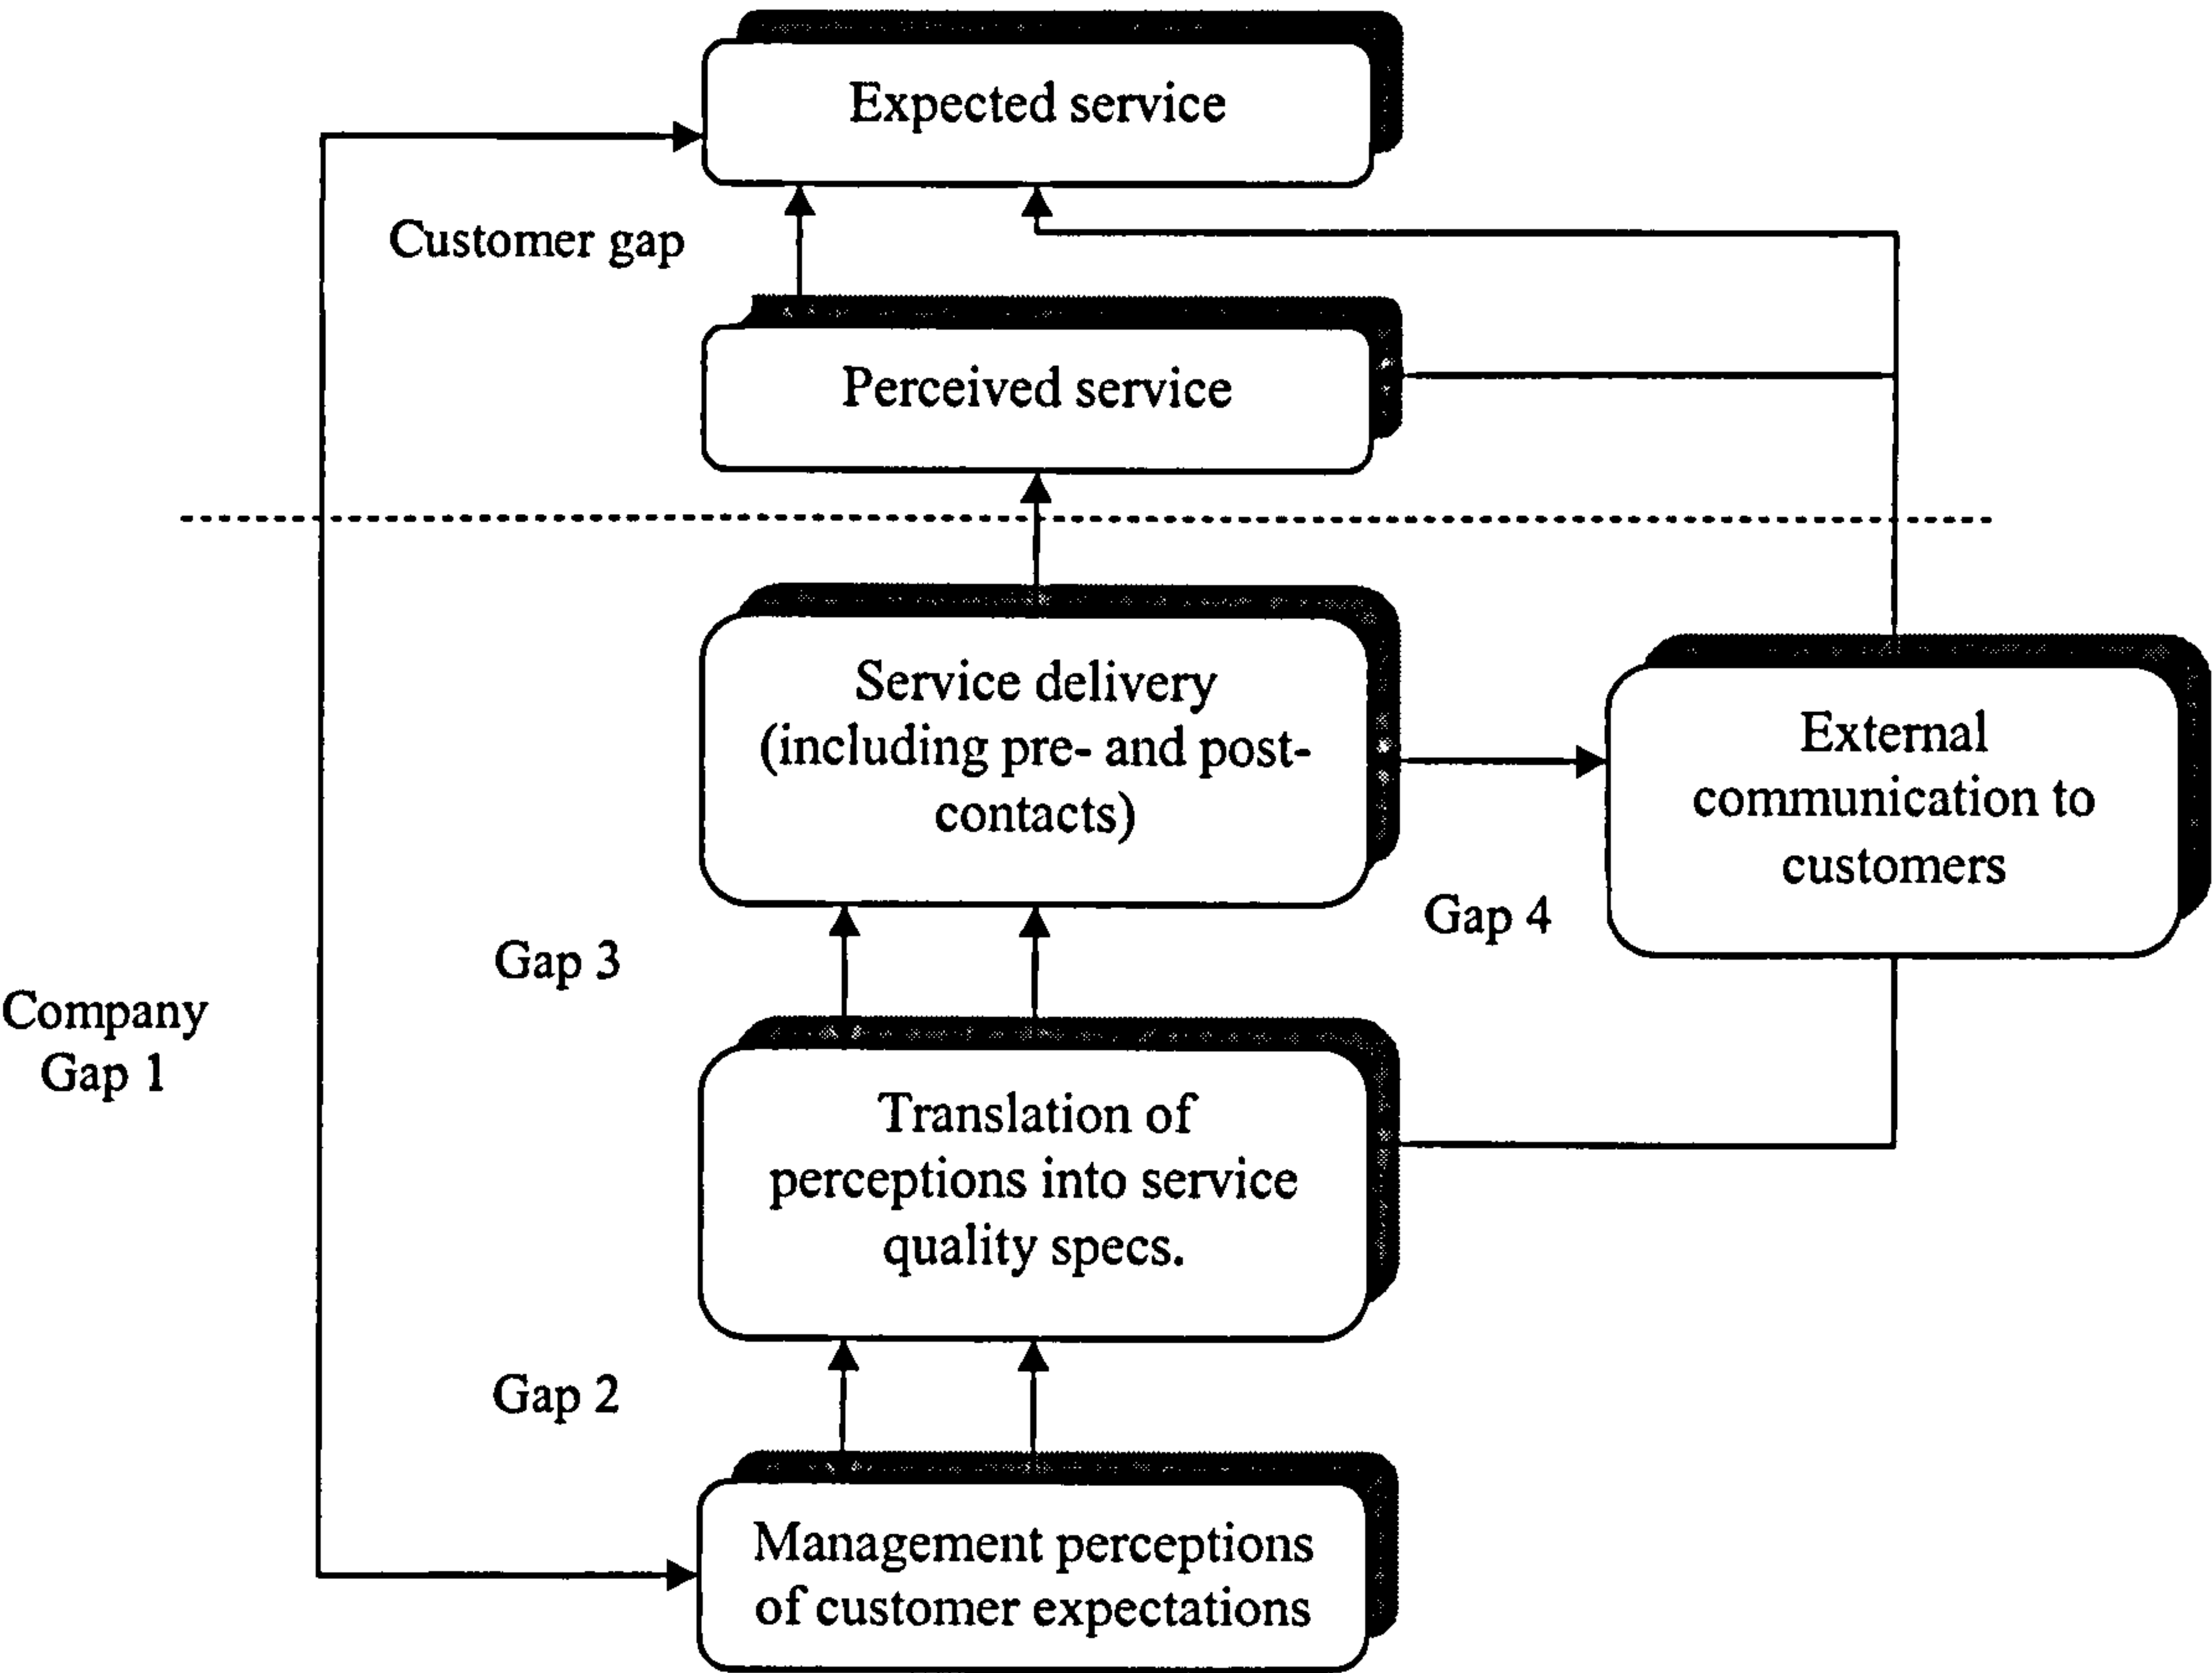 Expected service
Customer gap
Perceived service
Service delivery
(including pre- and post-
contacts)
External
communication to
customers
Gap 4
Gap 3
Company
Gap 1
Translation of
perceptions into service
quality specs.
Gap 2
Management perceptions
of customer expectations